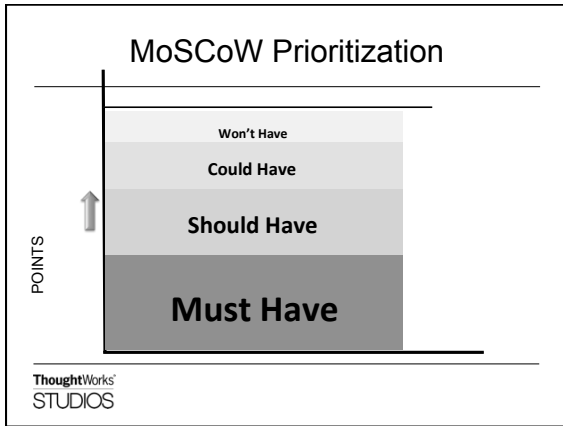 MoSCoW Prioritization
Won't Have
Could Have
Should Have
Must Have
POINTS
ThoughtWorks®
STUDIOS